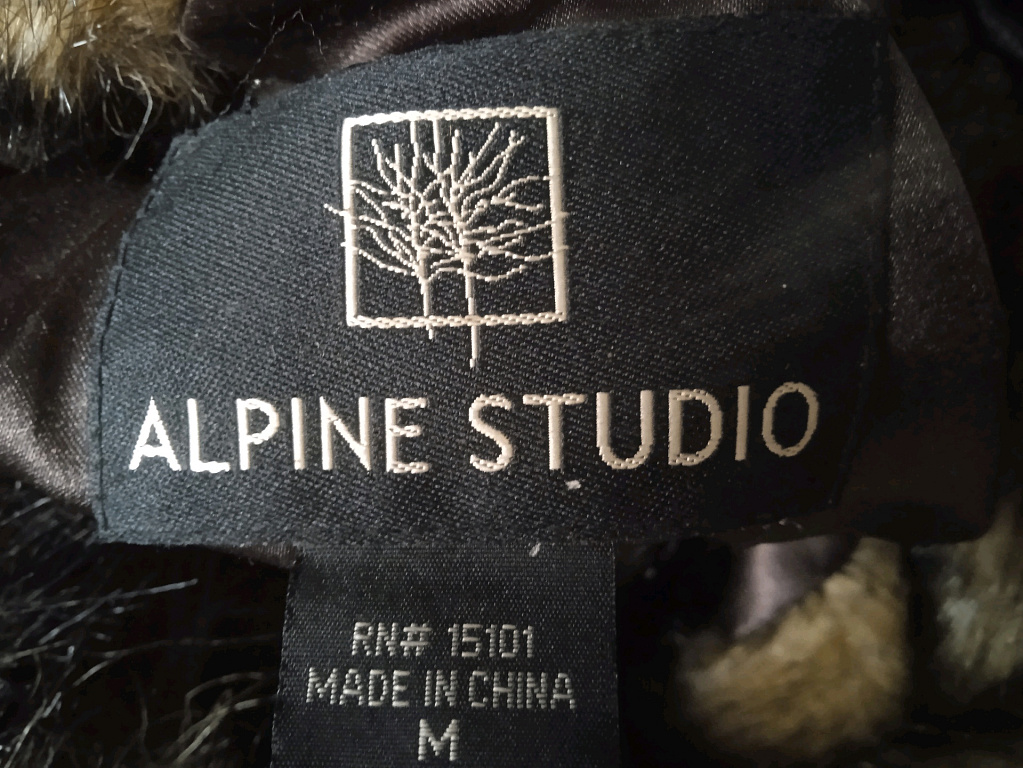 ALPINE STUDIO
RN# 15101
MADE IN CHINA
M